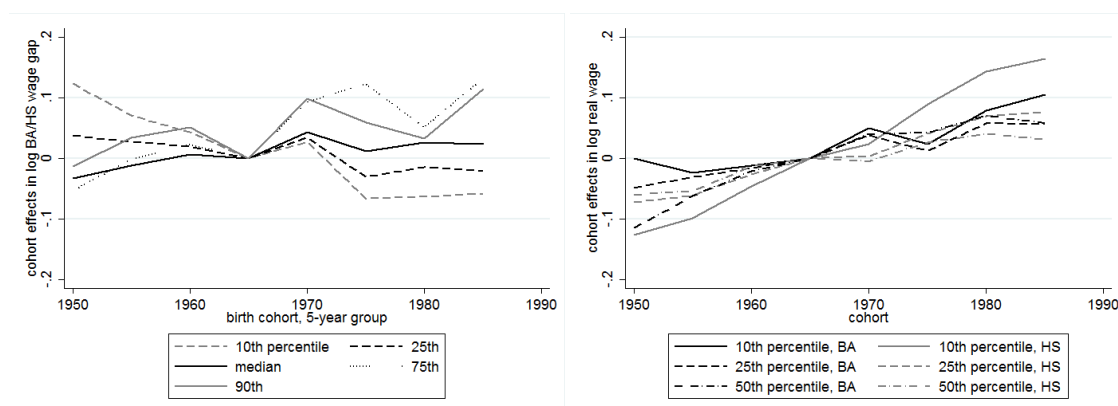 cohort effects in log BA/HS wage gap
.2
.1
0
-.1
-.2
1950 1960 1970 1980 1990
birth cohort, 5-year group
10th percentile 25th
median 75th
90th
cohort effects in log real wage
.2
.1
0
-.1
-.2
1950 1960 1970 1980 1990
cohort
10th percentile, BA 10th percentile, HS
25th percentile, BA 25th percentile, HS
50th percentile, BA 50th percentile, HS